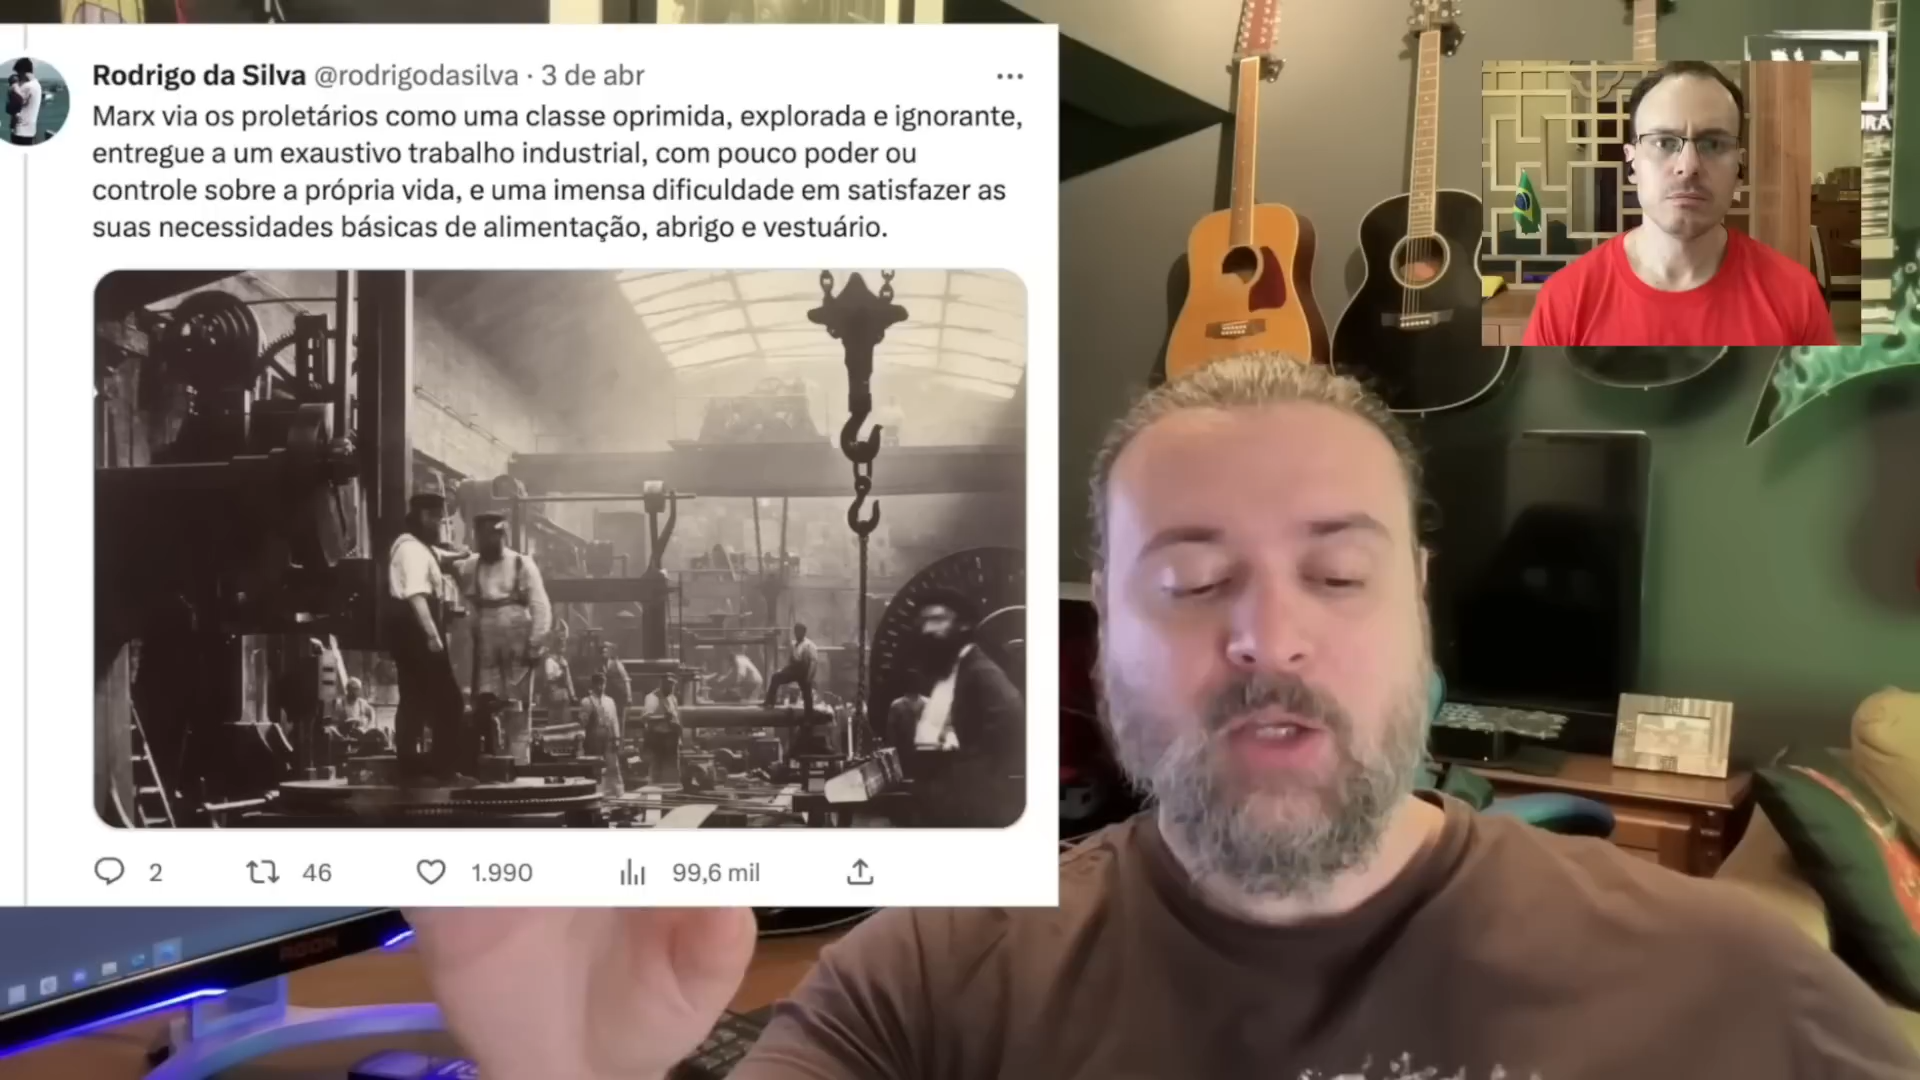 Rodrigo da Silva @rodrigodasilva · 3 de abr
Marx via os proletários como uma classe oprimida, explorada e ignorante,
entregue a um exaustivo trabalho industrial, com pouco poder ou
controle sobre a própria vida, e uma imensa dificuldade em satisfazer as
suas necessidades básicas de alimentação, abrigo e vestuário.
2 46 1.990 99,6 mil